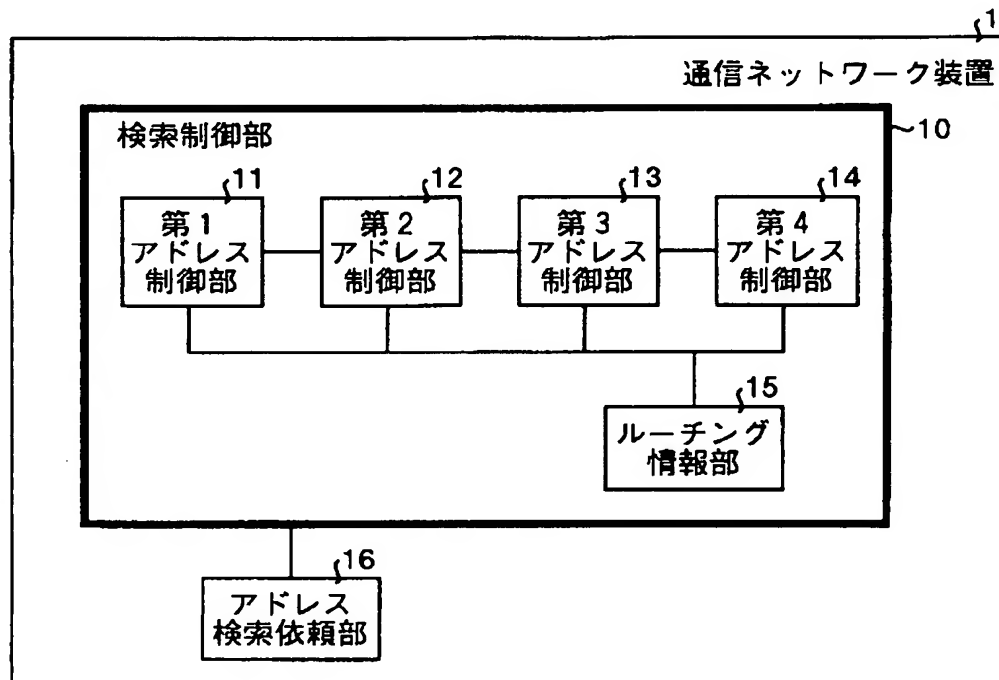 1
通信ネットワーク装置
検索制御部
10
11
12
13
14
第1
アドレス
制御部
第2
アドレス
制御部
第3
アドレス
制御部
第4
アドレス
制御部
15
ルーチング
情報部
16
アドレス
検索依頼部